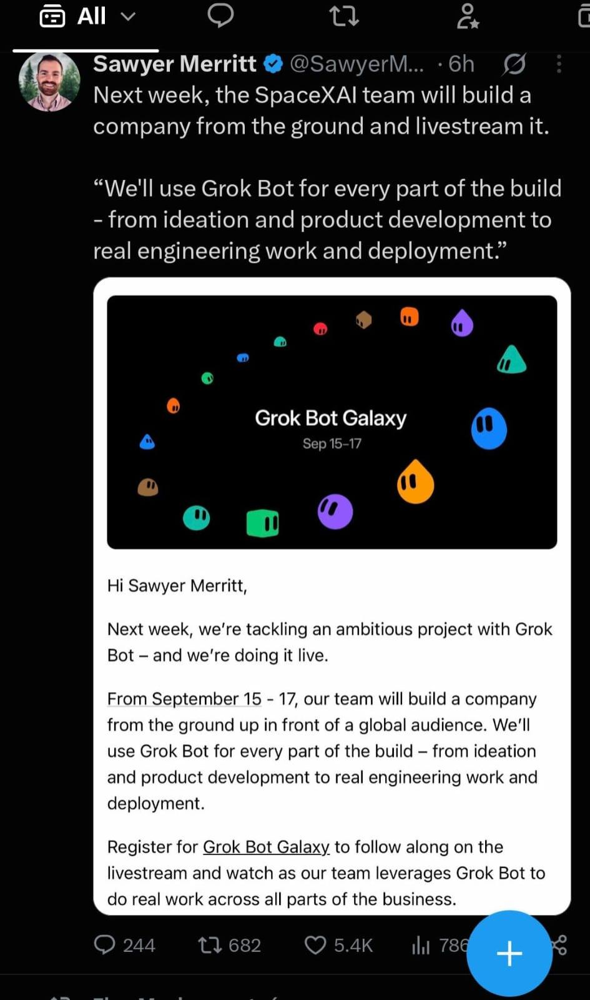 All
Sawyer Merritt @SawyerM... · 6h
Next week, the SpaceXAI team will build a
company from the ground and livestream it.
“We'll use Grok Bot for every part of the build
- from ideation and product development to
real engineering work and deployment.”
Grok Bot Galaxy
Sep 15–17
Hi Sawyer Merritt,
Next week, we’re tackling an ambitious project with Grok
Bot – and we’re doing it live.
From September 15 - 17, our team will build a company
from the ground up in front of a global audience. We’ll
use Grok Bot for every part of the build – from ideation
and product development to real engineering work and
deployment.
Register for Grok Bot Galaxy to follow along on the
livestream and watch as our team leverages Grok Bot to
do real work across all parts of the business.
244 682 5.4K 786